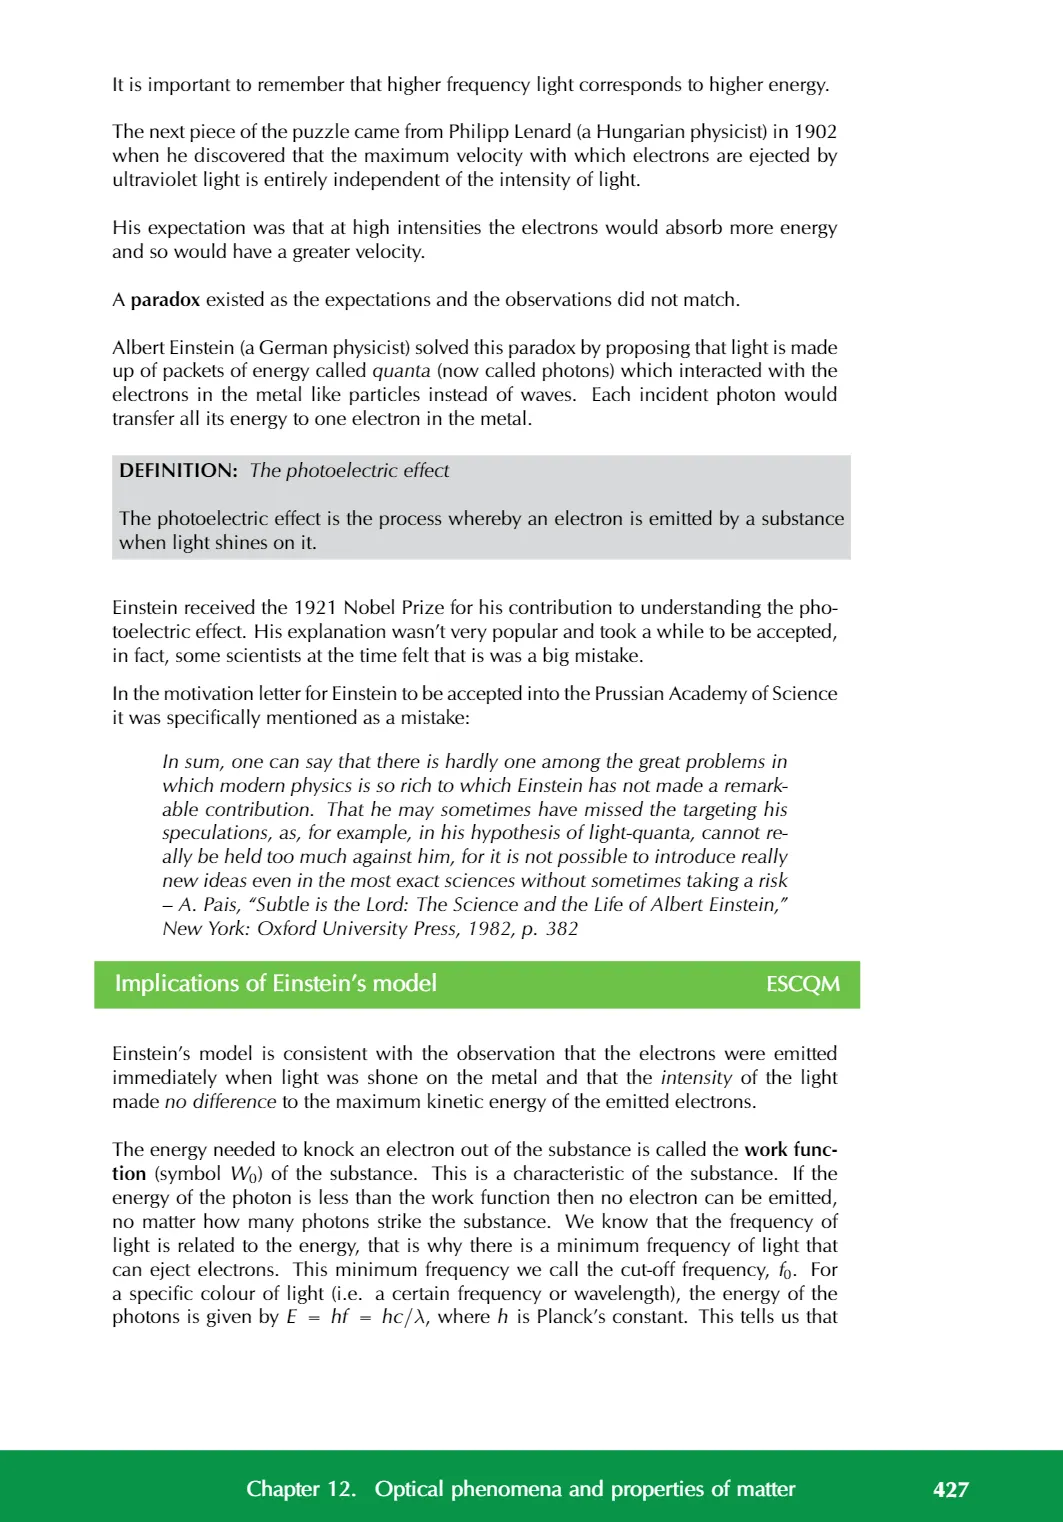 It is important to remember that higher frequency light corresponds to higher energy.
The next piece of the puzzle came from Philipp Lenard (a Hungarian physicist) in 1902
when he discovered that the maximum velocity with which electrons are ejected by
ultraviolet light is entirely independent of the intensity of light.
His expectation was that at high intensities the electrons would absorb more energy
and so would have a greater velocity.
A paradox existed as the expectations and the observations did not match.
Albert Einstein (a German physicist) solved this paradox by proposing that light is made
up of packets of energy called quanta (now called photons) which interacted with the
electrons in the metal like particles instead of waves. Each incident photon would
transfer all its energy to one electron in the metal.
DEFINITION: The photoelectric effect
The photoelectric effect is the process whereby an electron is emitted by a substance
when light shines on it.
Einstein received the 1921 Nobel Prize for his contribution to understanding the pho-
toelectric effect. His explanation wasn't very popular and took a while to be accepted,
in fact, some scientists at the time felt that is was a big mistake.
In the motivation letter for Einstein to be accepted into the Prussian Academy of Science
it was specifically mentioned as a mistake:
In sum, one can say that there is hardly one among the great problems in
which modern physics is so rich to which Einstein has not made a remark-
able contribution. That he may sometimes have missed the targeting his
speculations, as, for example, in his hypothesis of light-quanta, cannot re-
ally be held too much against him, for it is not possible to introduce really
new ideas even in the most exact sciences without sometimes taking a risk
– A. Pais, “Subtle is the Lord: The Science and the Life of Albert Einstein,”
New York: Oxford University Press, 1982, p. 382
Implications of Einstein's model ESCQM
Einstein's model is consistent with the observation that the electrons were emitted
immediately when light was shone on the metal and that the intensity of the light
made no difference to the maximum kinetic energy of the emitted electrons.
The energy needed to knock an electron out of the substance is called the work func-
tion (symbol W₀) of the substance. This is a characteristic of the substance. If the
energy of the photon is less than the work function then no electron can be emitted,
no matter how many photons strike the substance. We know that the frequency of
light is related to the energy, that is why there is a minimum frequency of light that
can eject electrons. This minimum frequency we call the cut-off frequency, f₀. For
a specific colour of light (i.e. a certain frequency or wavelength), the energy of the
photons is given by E = hf = hc/λ, where h is Planck's constant. This tells us that
Chapter 12. Optical phenomena and properties of matter 427